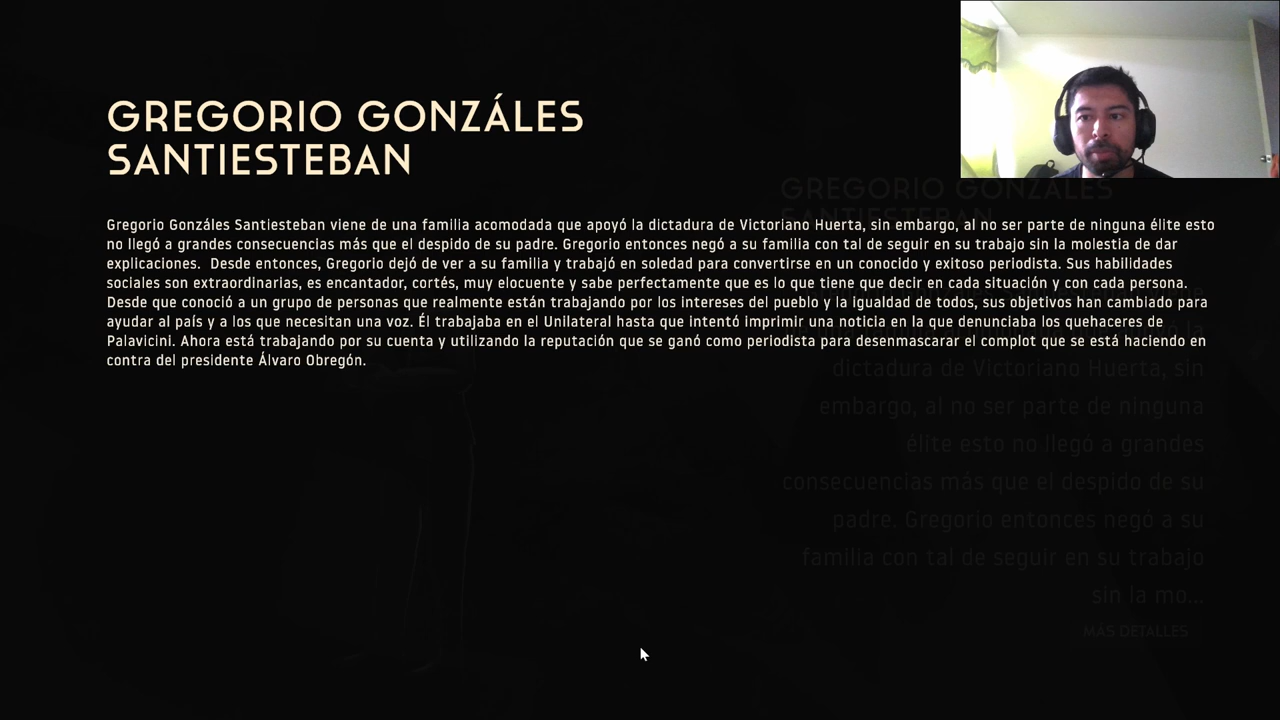 GREGORIO GONZÁLES
SANTIESTEBAN
Gregorio Gonzáles Santiesteban viene de una familia acomodada que apoyó la dictadura de Victoriano Huerta, sin embargo, al no ser parte de ninguna élite esto
no llegó a grandes consecuencias más que el despido de su padre. Gregorio entonces negó a su familia con tal de seguir en su trabajo sin la molestia de dar
explicaciones.  Desde entonces, Gregorio dejó de ver a su familia y trabajó en soledad para convertirse en un conocido y exitoso periodista. Sus habilidades
sociales son extraordinarias, es encantador, cortés, muy elocuente y sabe perfectamente que es lo que tiene que decir en cada situación y con cada persona.
Desde que conoció a un grupo de personas que realmente están trabajando por los intereses del pueblo y la igualdad de todos, sus objetivos han cambiado para
ayudar al país y a los que necesitan una voz. Él trabajaba en el Unilateral hasta que intentó imprimir una noticia en la que denunciaba los quehaceres de
Palavicini. Ahora está trabajando por su cuenta y utilizando la reputación que se ganó como periodista para desenmascarar el complot que se está haciendo en
contra del presidente Álvaro Obregón.
GREGORIO GONZÁLES
SANTIESTEBAN
dictadura de Victoriano Huerta, sin
embargo, al no ser parte de ninguna
élite esto no llegó a grandes
consecuencias más que el despido de su
padre. Gregorio entonces negó a su
familia con tal de seguir en su trabajo
sin la mo...
MÁS DETALLES